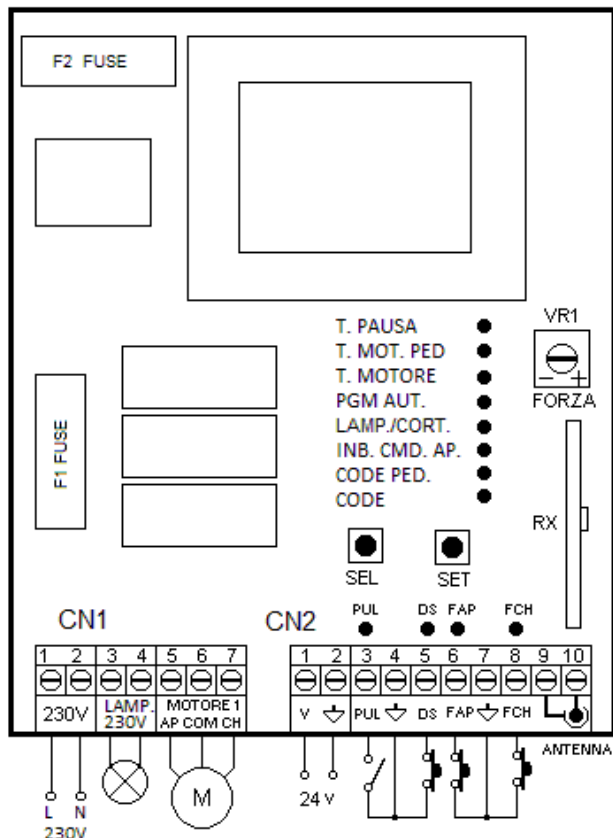 F2 FUSE
T. PAUSA
T. MOT. PED
T. MOTORE
PGM AUT.
LAMP./CORT.
INB. CMD. AP.
CODE PED.
CODE
VR1
− +
FORZA
F1 FUSE
RX
SEL
SET
PUL DS FAP FCH
CN1
CN2
1 2 3 4 5 6 7
1 2 3 4 5 6 7 8 9 10
230V
LAMP.
230V
MOTORE 1
AP COM CH
V PUL DS FAP FCH
ANTENNA
L N
230V
M
24 V